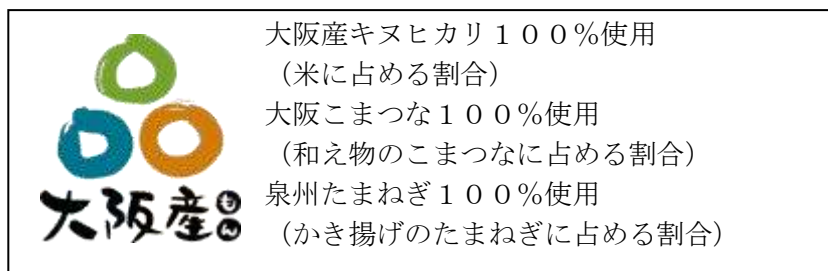 大阪産キヌヒカリ１００％使用
（米に占める割合）
大阪こまつな１００％使用
（和え物のこまつなに占める割合）
泉州たまねぎ１００％使用
（かき揚げのたまねぎに占める割合）
大阪産もん